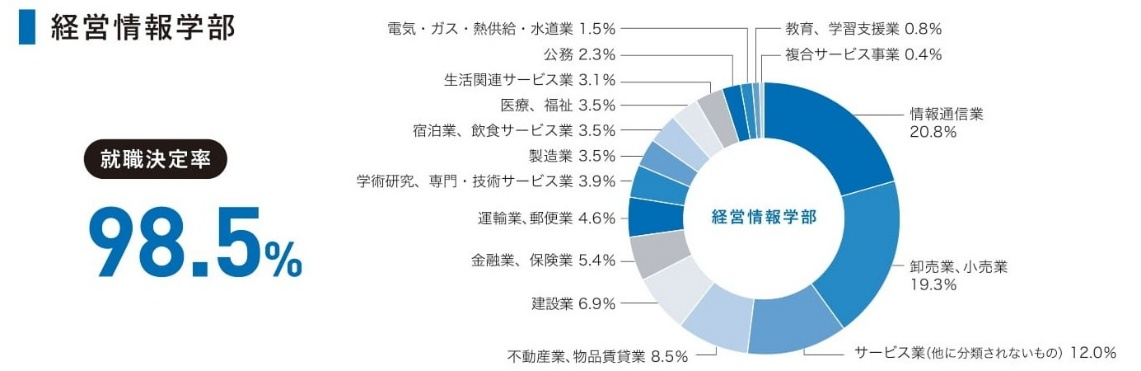 経営情報学部
就職決定率
98.5%
電気・ガス・熱供給・水道業 1.5%
公務 2.3%
生活関連サービス業 3.1%
医療、福祉 3.5%
宿泊業、飲食サービス業 3.5%
製造業 3.5%
学術研究、専門・技術サービス業 3.9%
運輸業、郵便業 4.6%
金融業、保険業 5.4%
建設業 6.9%
不動産業、物品賃貸業 8.5%
教育、学習支援業 0.8%
複合サービス事業 0.4%
情報通信業
20.8%
経営情報学部
卸売業、小売業
19.3%
サービス業(他に分類されないもの) 12.0%